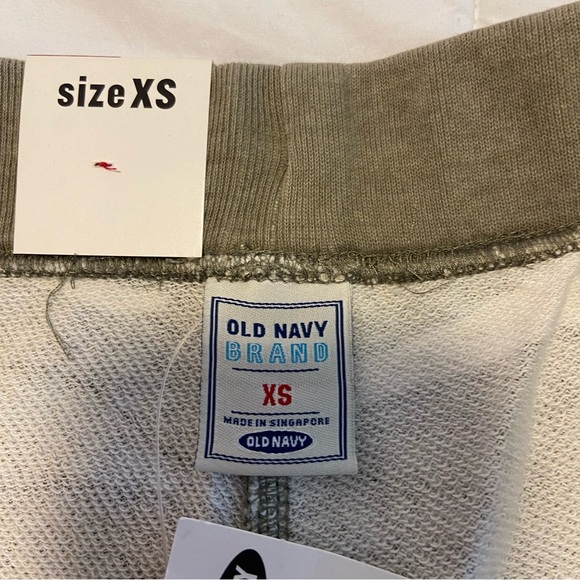 size XS
OLD NAVY
BRAND
XS
MADE IN SINGAPORE
OLD NAVY